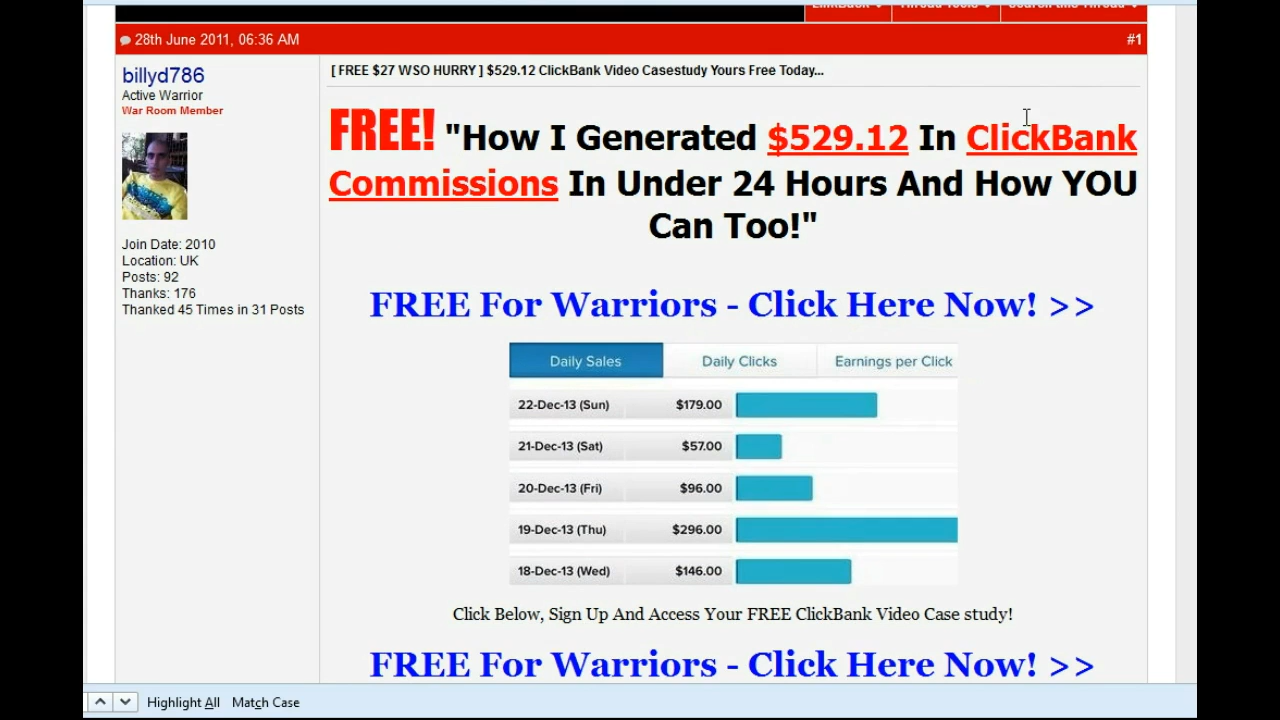 28th June 2011, 06:36 AM
#1
billyd786
Active Warrior
War Room Member
Join Date: 2010
Location: UK
Posts: 92
Thanks: 176
Thanked 45 Times in 31 Posts
[ FREE $27 WSO HURRY ] $529.12 ClickBank Video Casestudy Yours Free Today...
FREE! "How I Generated $529.12 In ClickBank
Commissions In Under 24 Hours And How YOU
Can Too!"
FREE For Warriors - Click Here Now! >>
Daily Sales Daily Clicks Earnings per Click
22-Dec-13 (Sun) $179.00
21-Dec-13 (Sat) $57.00
20-Dec-13 (Fri) $96.00
19-Dec-13 (Thu) $296.00
18-Dec-13 (Wed) $146.00
Click Below, Sign Up And Access Your FREE ClickBank Video Case study!
FREE For Warriors - Click Here Now! >>
Highlight All Match Case